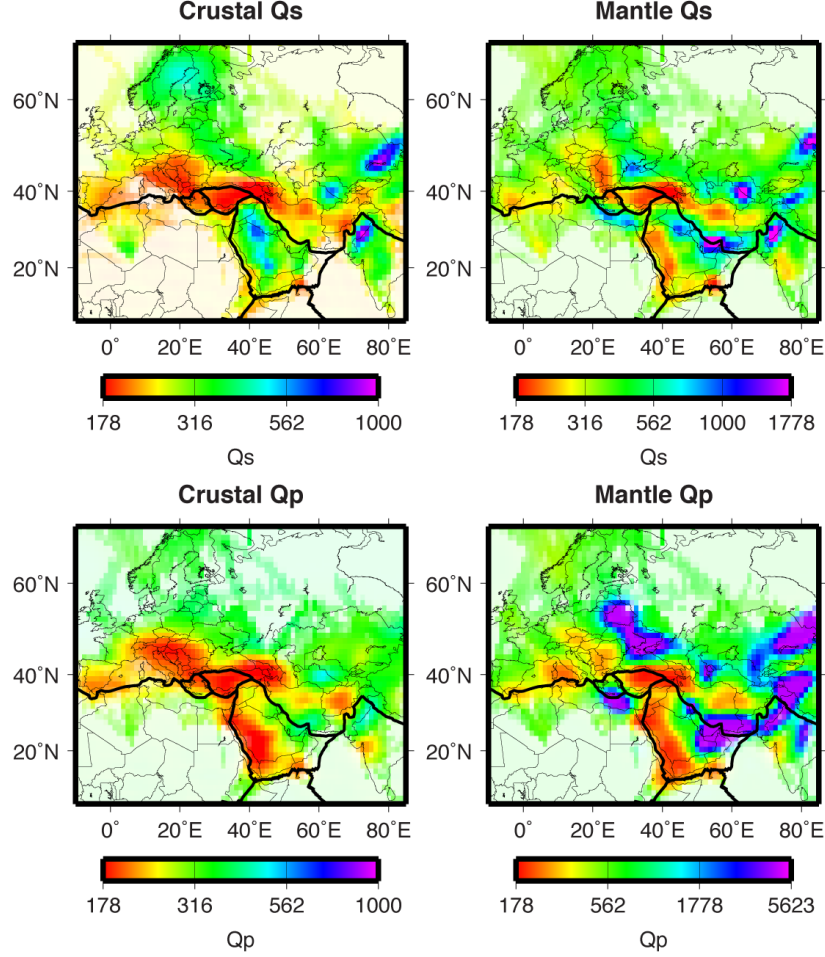 Crustal Qs
Mantle Qs
60˚N
40˚N
20˚N
60˚N
40˚N
20˚N
0˚ 20˚E 40˚E 60˚E 80˚E
0˚ 20˚E 40˚E 60˚E 80˚E
178 316 562 1000
178 316 562 1000 1778
Qs
Qs
Crustal Qp
Mantle Qp
60˚N
40˚N
20˚N
60˚N
40˚N
20˚N
0˚ 20˚E 40˚E 60˚E 80˚E
0˚ 20˚E 40˚E 60˚E 80˚E
178 316 562 1000
178 562 1778 5623
Qp
Qp